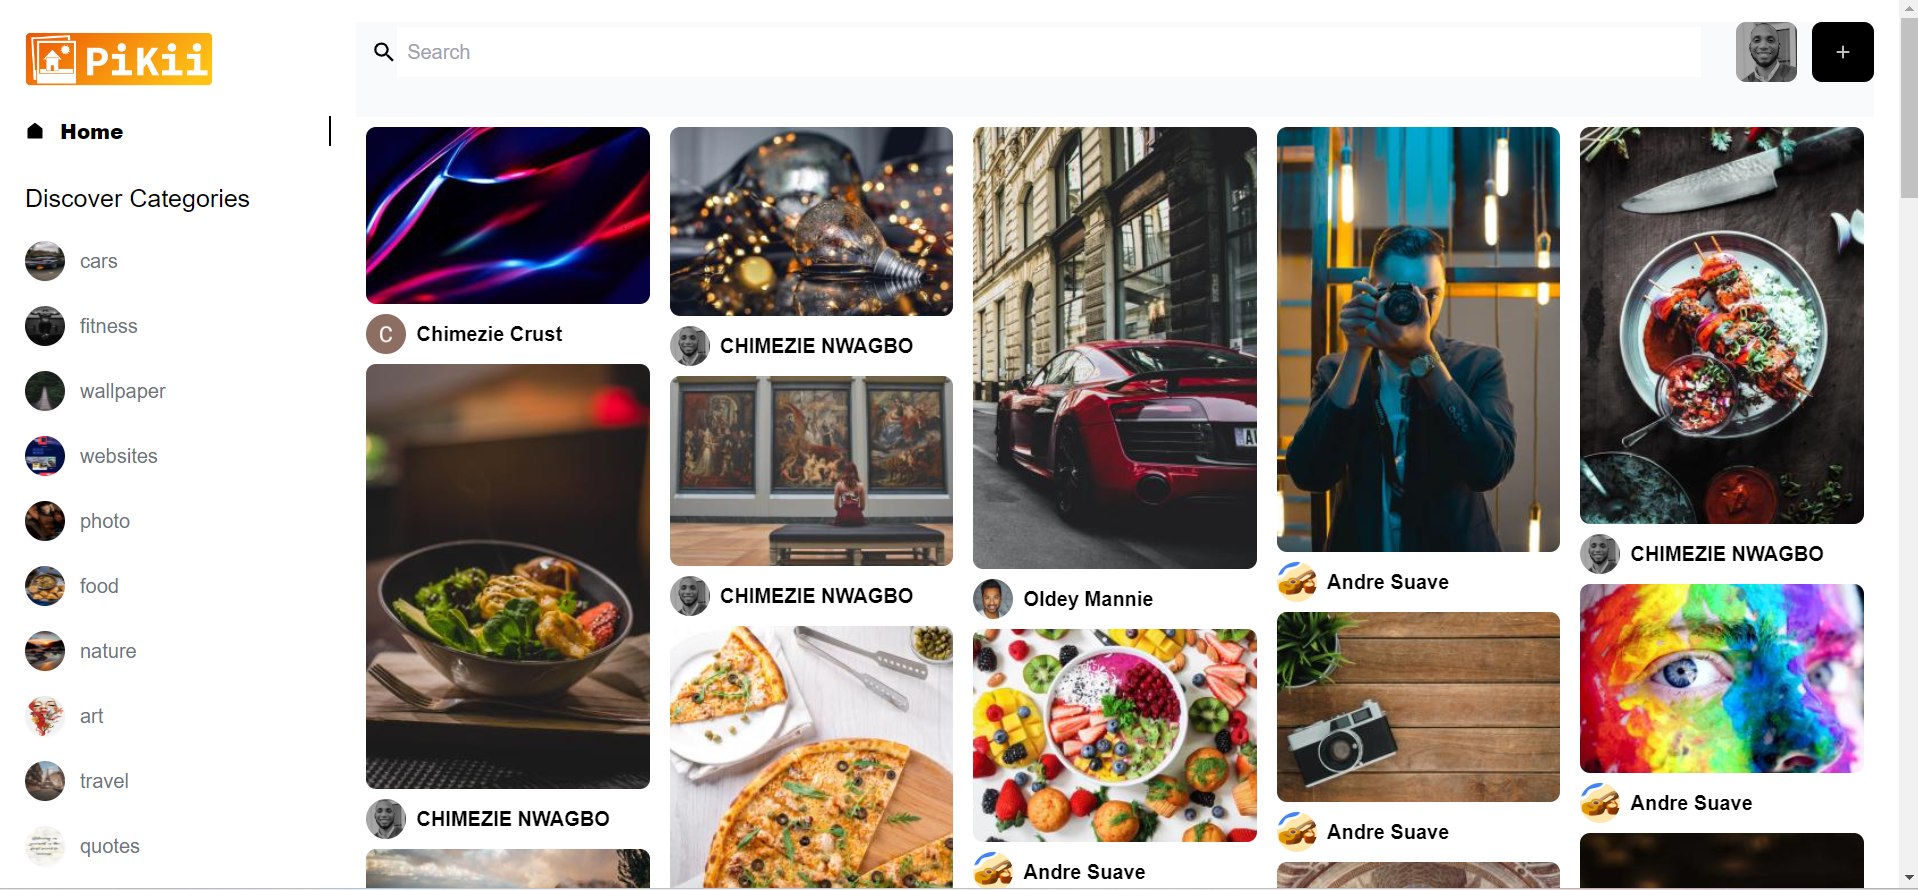 PiKii
Search
+
Home
Discover Categories
cars
fitness
wallpaper
websites
photo
food
nature
art
travel
quotes
C
Chimezie Crust
CHIMEZIE NWAGBO
CHIMEZIE NWAGBO
CHIMEZIE NWAGBO
Oldey Mannie
Andre Suave
Andre Suave
Andre Suave
CHIMEZIE NWAGBO
Andre Suave